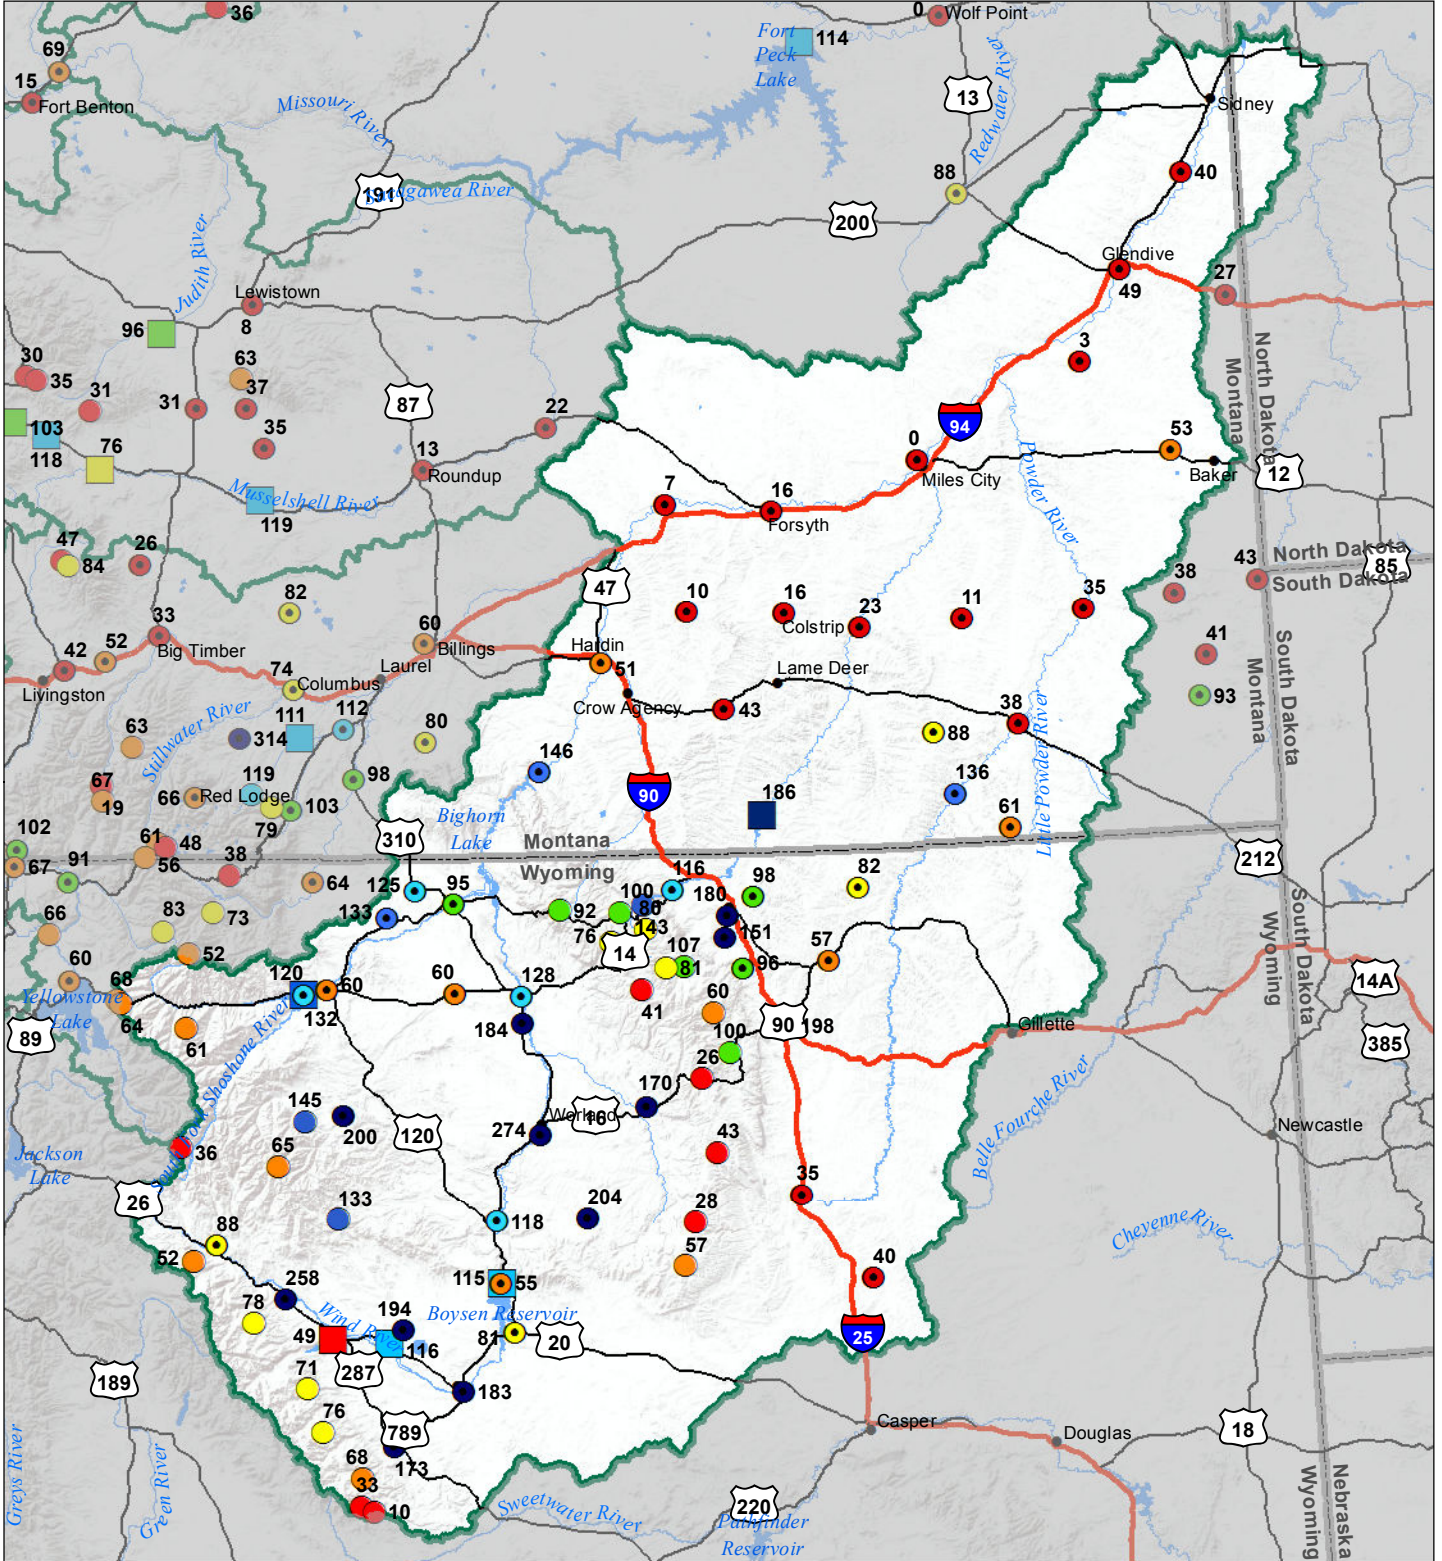 36
0
Wolf Point
69
Fort
Peck
Lake
114
15
Fort Benton
Missouri River
13
Redwater River
Sidney
191
Sacagawea River
88
40
200
Judith River
Glendive
49
27
Lewistown
8
96
30
35
63
37
31
31
35
3
North Dakota
Montana
87
22
94
103
118
76
13
Roundup
0
Miles City
53
Baker
12
Musselshell River
119
7
16
Forsyth
Powder River
47
84
26
47
43
North Dakota
South Dakota
85
38
82
10
16
Colstrip
23
11
35
33
Big Timber
60
Billings
Hardin
51
41
42
52
Livingston
74
Columbus
Laurel
Lame Deer
93
South Dakota
Montana
Crow Agency
43
38
Little Powder River
Stillwater River
63
314
111
112
80
88
146
67
19
66
Red Lodge
119
79
103
98
90
186
136
61
Bighorn
Lake
310
Montana
Wyoming
102
67
91
61
56
48
38
64
212
125
95
116
98
82
133
92
100
86
143
180
151
76
14
66
83
73
52
107
81
96
57
South Dakota
Wyoming
60
Yellowstone
Lake
68
64
120
132
60
60
128
41
60
14A
89
61
184
90
198
100
Gillette
385
South Fork Shoshone River
26
170
145
200
120
Worland
16
274
Belle Fourche River
Newcastle
65
36
43
Jackson
Lake
35
26
133
118
204
28
Cheyenne River
88
52
57
258
115
55
40
78
Wind River
194
Boysen Reservoir
49
116
81
20
25
287
71
183
189
76
789
173
Casper
Douglas
18
68
33
10
Sweetwater River
220
Pathfinder
Reservoir
Greys River
Green River
Nebraska
Wyoming